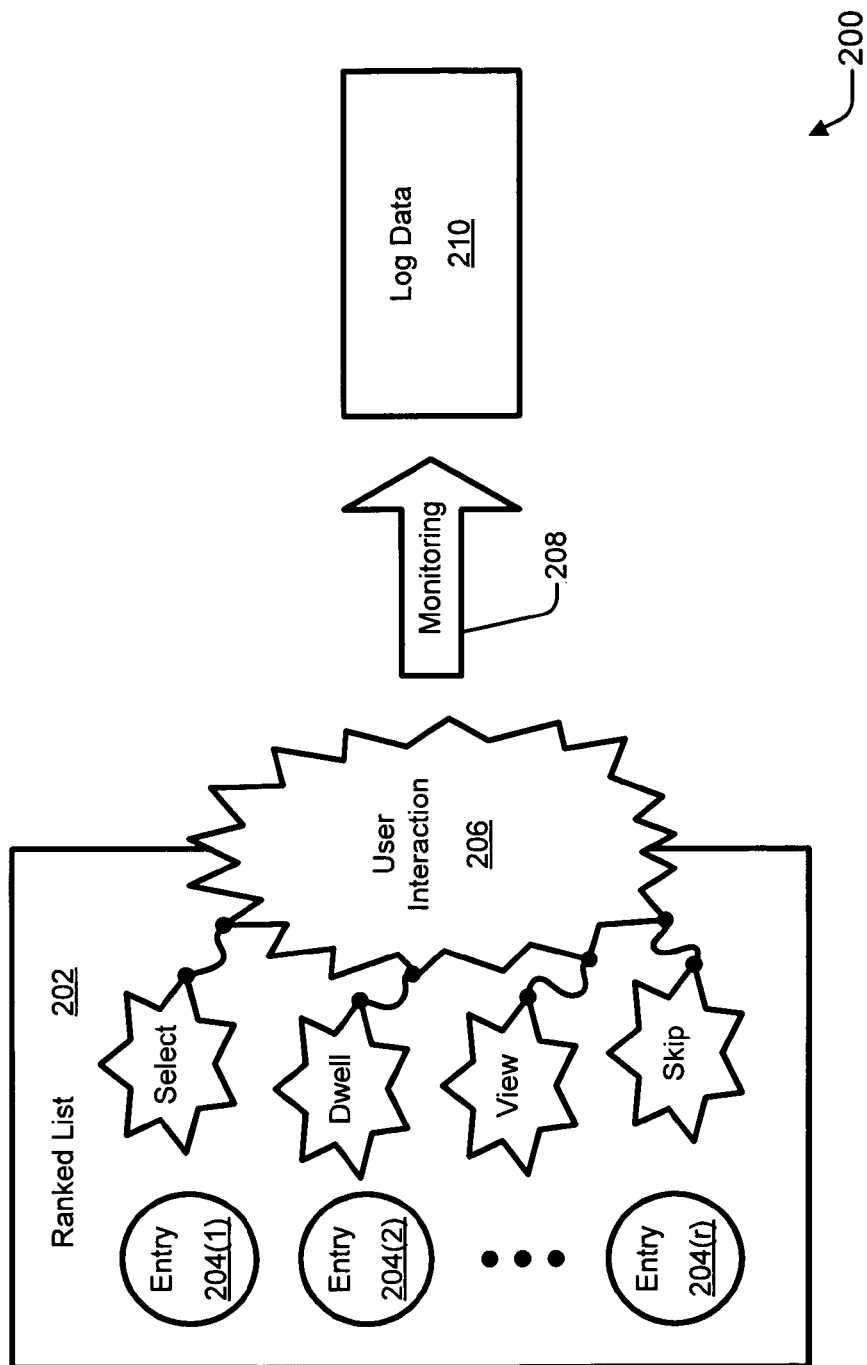 Ranked List
202
Entry
204(1)
Select
Entry
204(2)
Dwell
View
Entry
204(r)
Skip
User
Interaction
206
Monitoring
208
Log Data
210
200